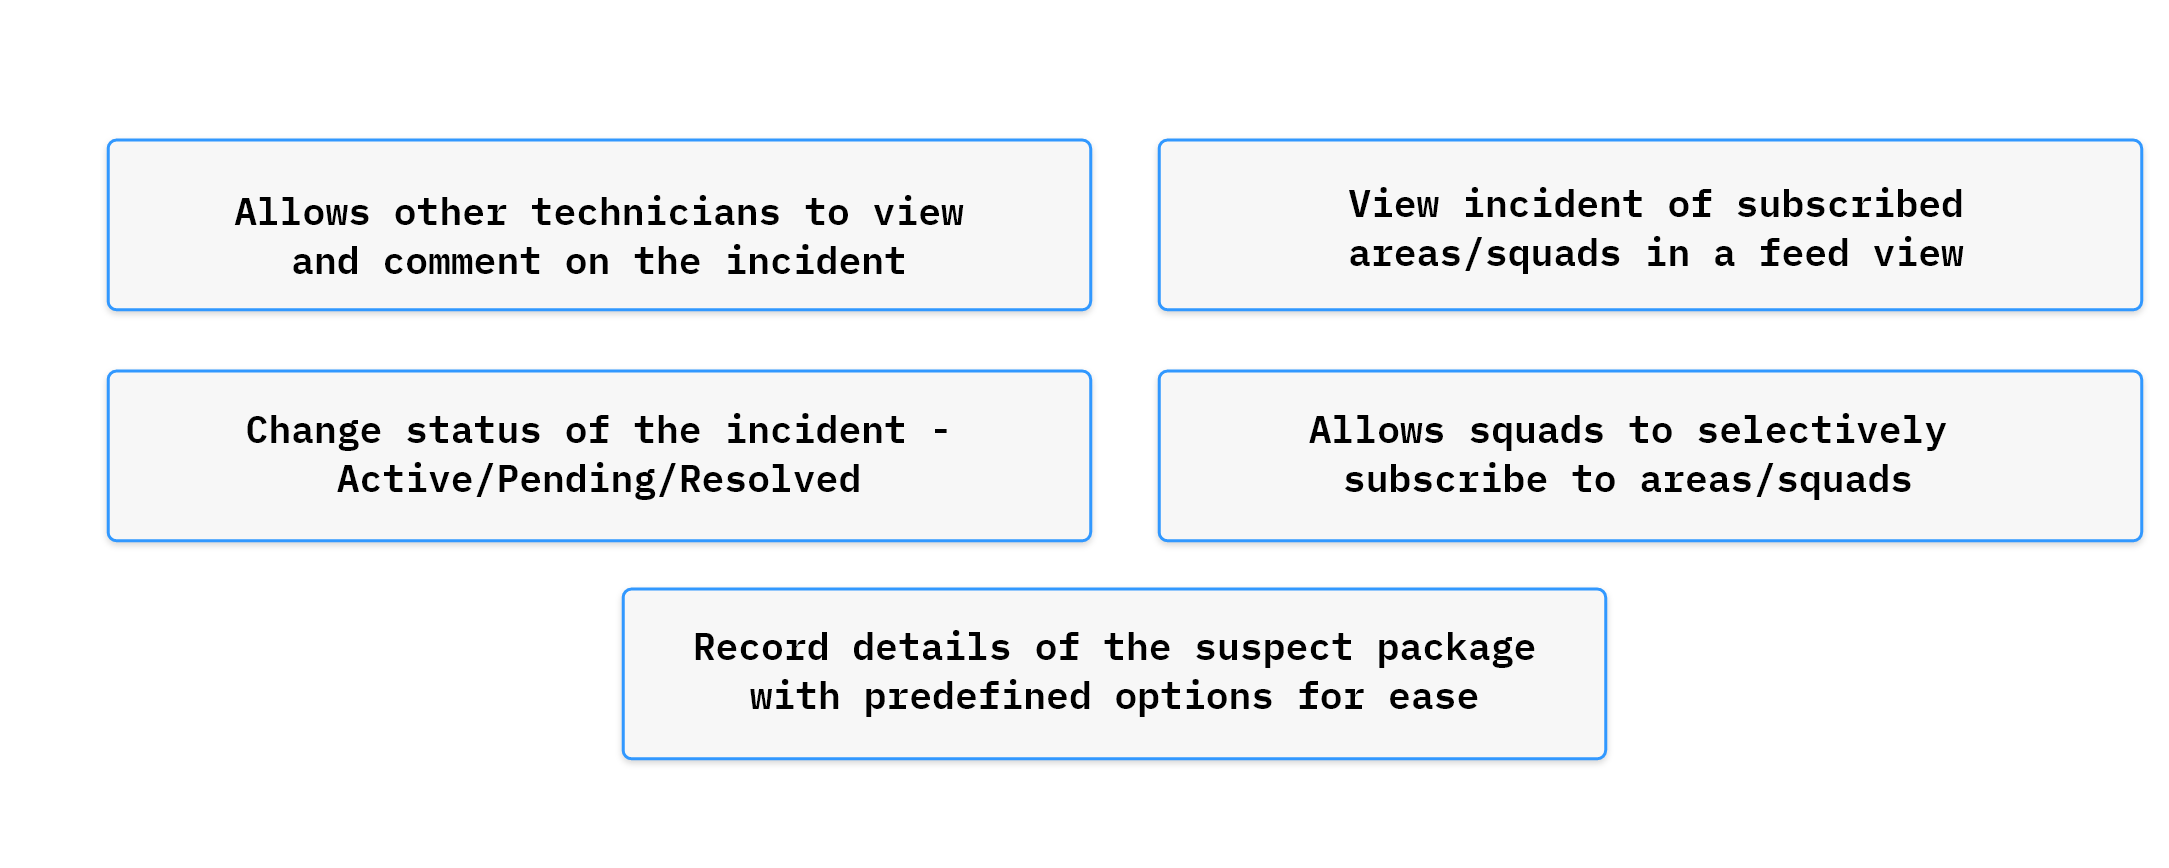 Allows other technicians to view
and comment on the incident
View incident of subscribed
areas/squads in a feed view
Change status of the incident -
Active/Pending/Resolved
Allows squads to selectively
subscribe to areas/squads
Record details of the suspect package
with predefined options for ease